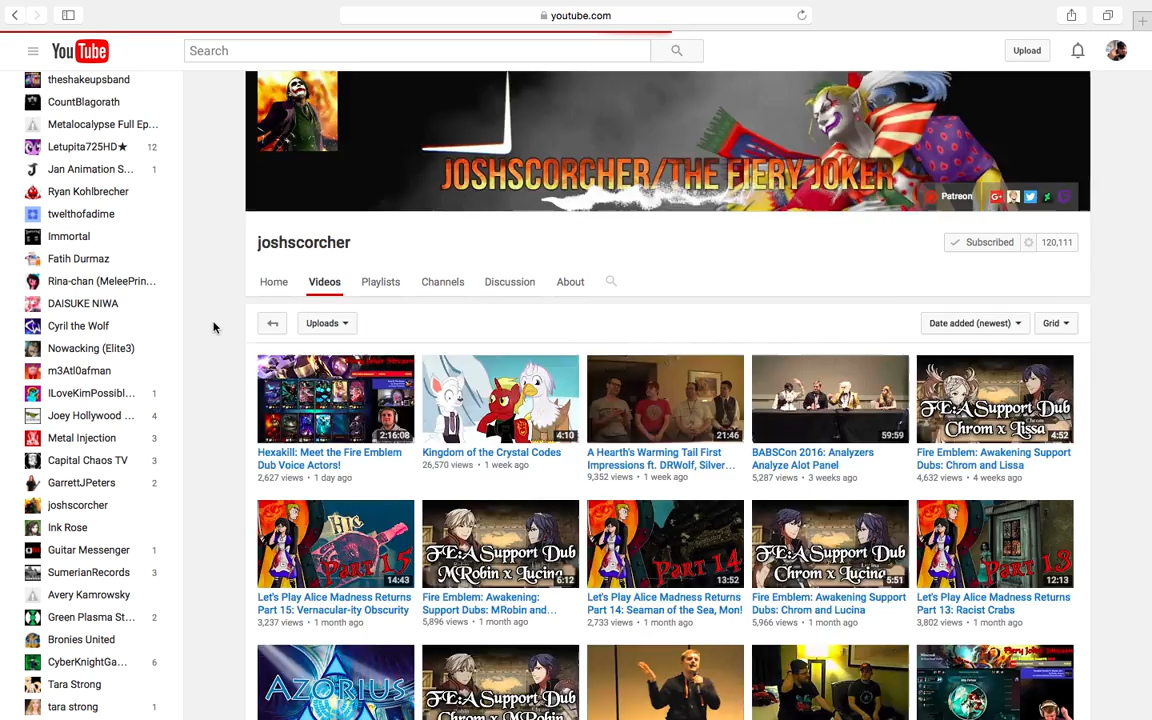 youtube.com
YouTube
Search
Upload
theshakeupsband
CountBlagorath
Metalocalypse Full Ep...
Letupita725HD★ 12
Jan Animation S... 1
Ryan Kohlbrecher
twelthofadime
Immortal
Fatih Durmaz
Rina-chan (MeleePrin...
DAISUKE NIWA
Cyril the Wolf
Nowacking (Elite3)
m3Atl0afman
ILoveKimPossibl... 1
Joey Hollywood ... 4
Metal Injection 3
Capital Chaos TV 3
GarrettJPeters 2
joshscorcher
Ink Rose
Guitar Messenger 1
SumerianRecords 3
Avery Kamrowsky
Green Plasma St... 2
Bronies United
CyberKnightGa... 6
Tara Strong
tara strong 1
JOSHSCORCHER/THE FIERY JOKER
Patreon
joshscorcher
Subscribed 120,111
Home Videos Playlists Channels Discussion About
Uploads
Date added (newest) Grid
2:16:08
Hexakill: Meet the Fire Emblem
Dub Voice Actors!
2,627 views • 1 day ago
4:10
Kingdom of the Crystal Codes
26,570 views • 1 week ago
21:46
A Hearth's Warming Tail First
Impressions ft. DRWolf, Silver...
9,352 views • 1 week ago
59:59
BABSCon 2016: Analyzers
Analyze Alot Panel
5,287 views • 3 weeks ago
FE:A Support Dub
Chrom x Lissa
4:52
Fire Emblem: Awakening Support
Dubs: Chrom and Lissa
4,632 views • 4 weeks ago
HIC
PART 15
14:43
Let's Play Alice Madness Returns
Part 15: Vernacular-ity Obscurity
3,237 views • 1 month ago
FE:A Support Dub
MRobin x Lucina
6:12
Fire Emblem: Awakening:
Support Dubs: MRobin and...
5,896 views • 1 month ago
PART 14
13:52
Let's Play Alice Madness Returns
Part 14: Seaman of the Sea, Mon!
2,733 views • 1 month ago
FE:A Support Dub
Chrom x Lucina
5:51
Fire Emblem: Awakening Support
Dubs: Chrom and Lucina
5,966 views • 1 month ago
PART 13
12:13
Let's Play Alice Madness Returns
Part 13: Racist Crabs
3,802 views • 1 month ago
AZORIUS
FE:A Support Dub
Chrom x MRobin